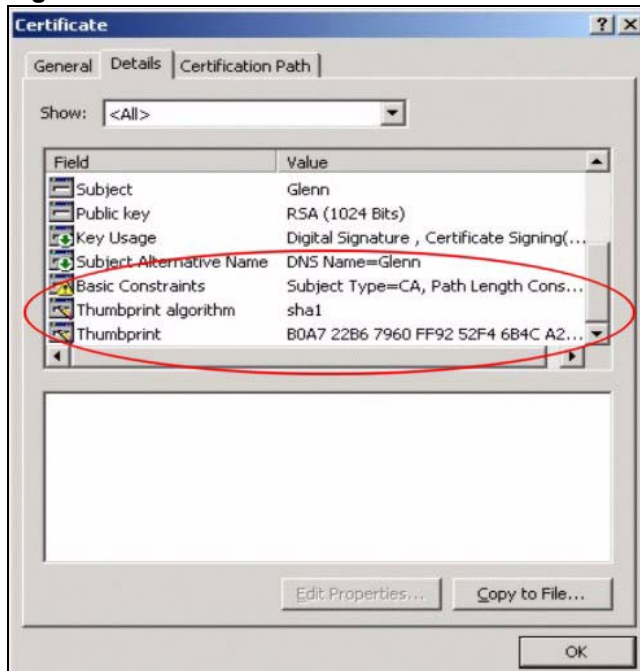 Certificate
General Details Certification Path
Show: <All>
Field Value
Subject Glenn
Public key RSA (1024 Bits)
Key Usage Digital Signature , Certificate Signing(...
Subject Alternative Name DNS Name=Glenn
Basic Constraints Subject Type=CA, Path Length Cons...
Thumbprint algorithm sha1
Thumbprint B0A7 22B6 7960 FF92 52F4 6B4C A2...
Edit Properties... Copy to File...
OK